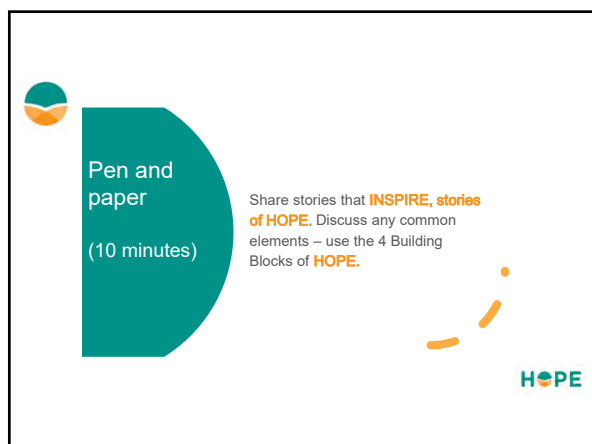 Pen and
paper
(10 minutes)
Share stories that INSPIRE, stories
of HOPE. Discuss any common
elements – use the 4 Building
Blocks of HOPE.
HOPE